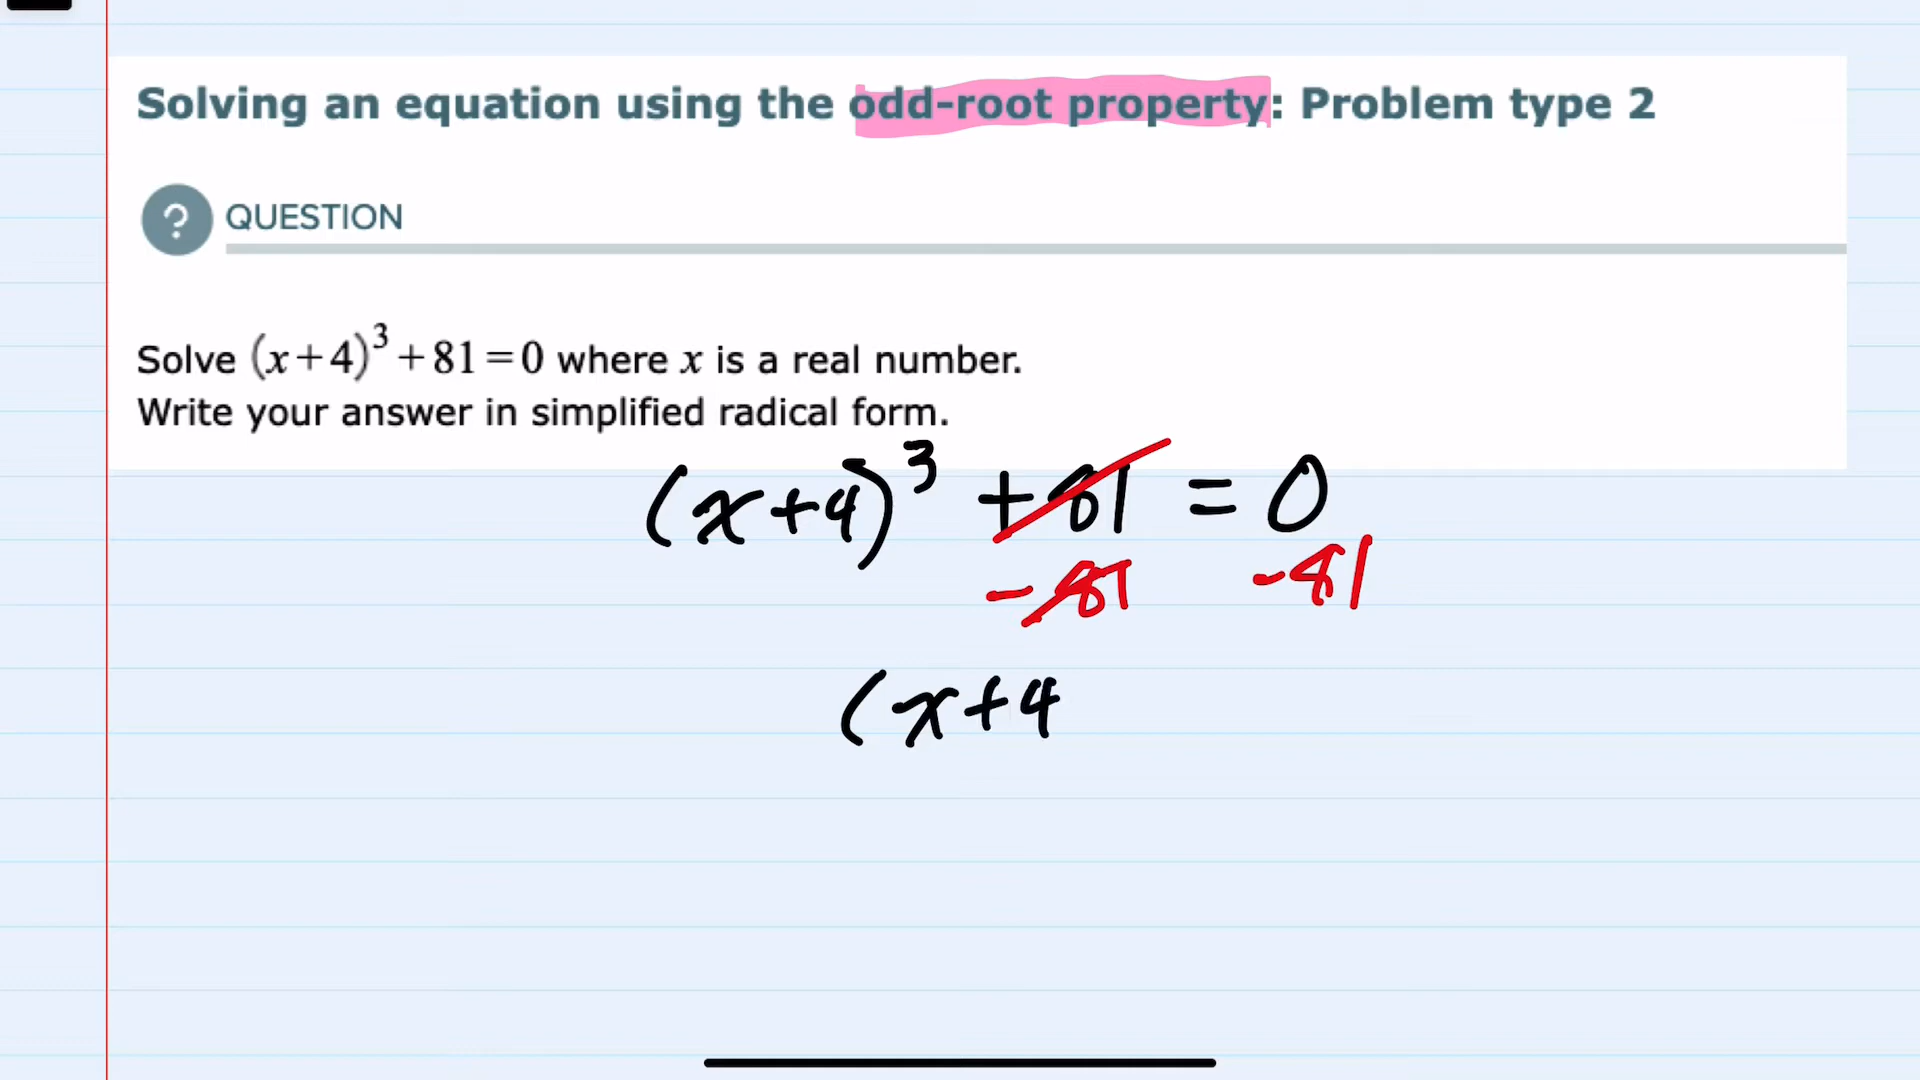 Solving an equation using the odd-root property: Problem type 2
? QUESTION
Solve (x+4)³+81=0 where x is a real number.
Write your answer in simplified radical form.
(x+4)³ +81 = 0
-81 -81
(x+4